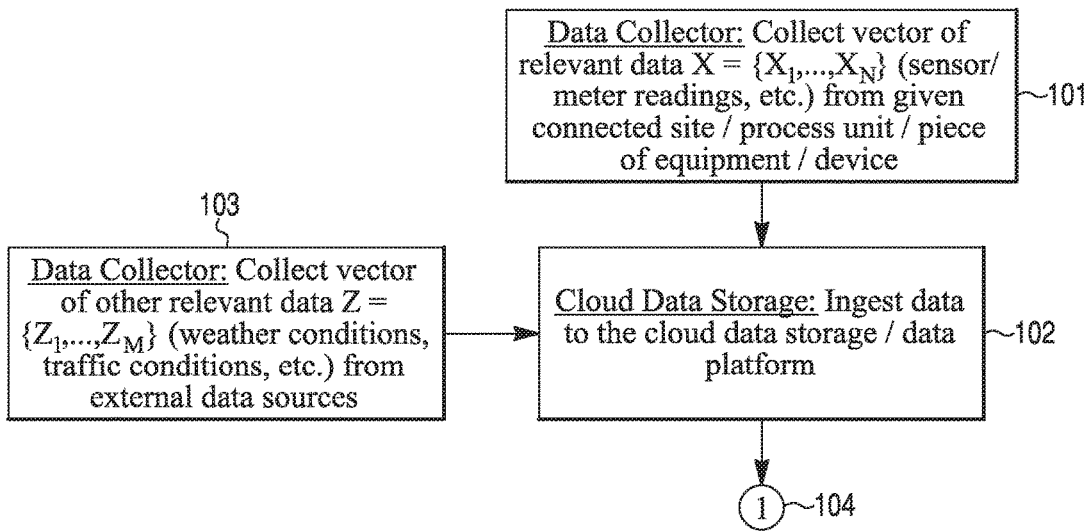 Data Collector: Collect vector of
relevant data X = {X1,...,XN} (sensor/
meter readings, etc.) from given
connected site / process unit / piece
of equipment / device
101
103
Data Collector: Collect vector
of other relevant data Z =
{Z1,...,ZM} (weather conditions,
traffic conditions, etc.) from
external data sources
Cloud Data Storage: Ingest data
to the cloud data storage / data
platform
102
1
104